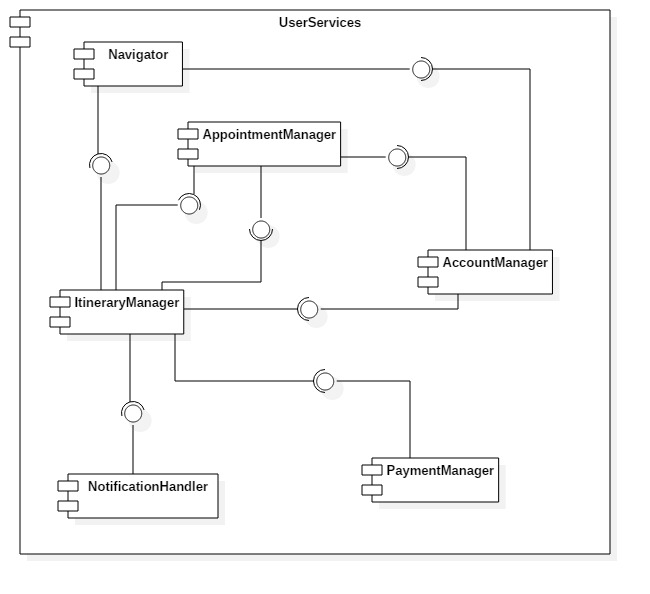 UserServices
Navigator
AppointmentManager
AccountManager
ItineraryManager
PaymentManager
NotificationHandler